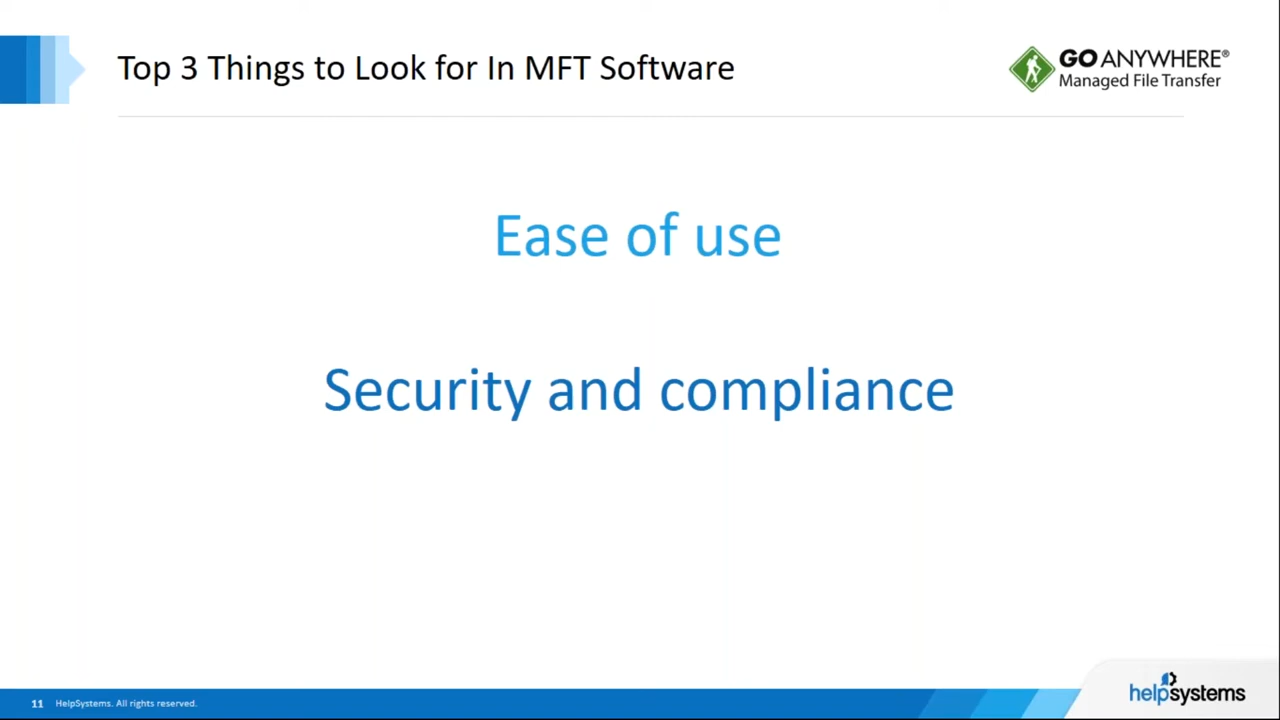 Top 3 Things to Look for In MFT Software
GO ANYWHERE®
Managed File Transfer
Ease of use
Security and compliance
11 HelpSystems. All rights reserved.
helpsystems